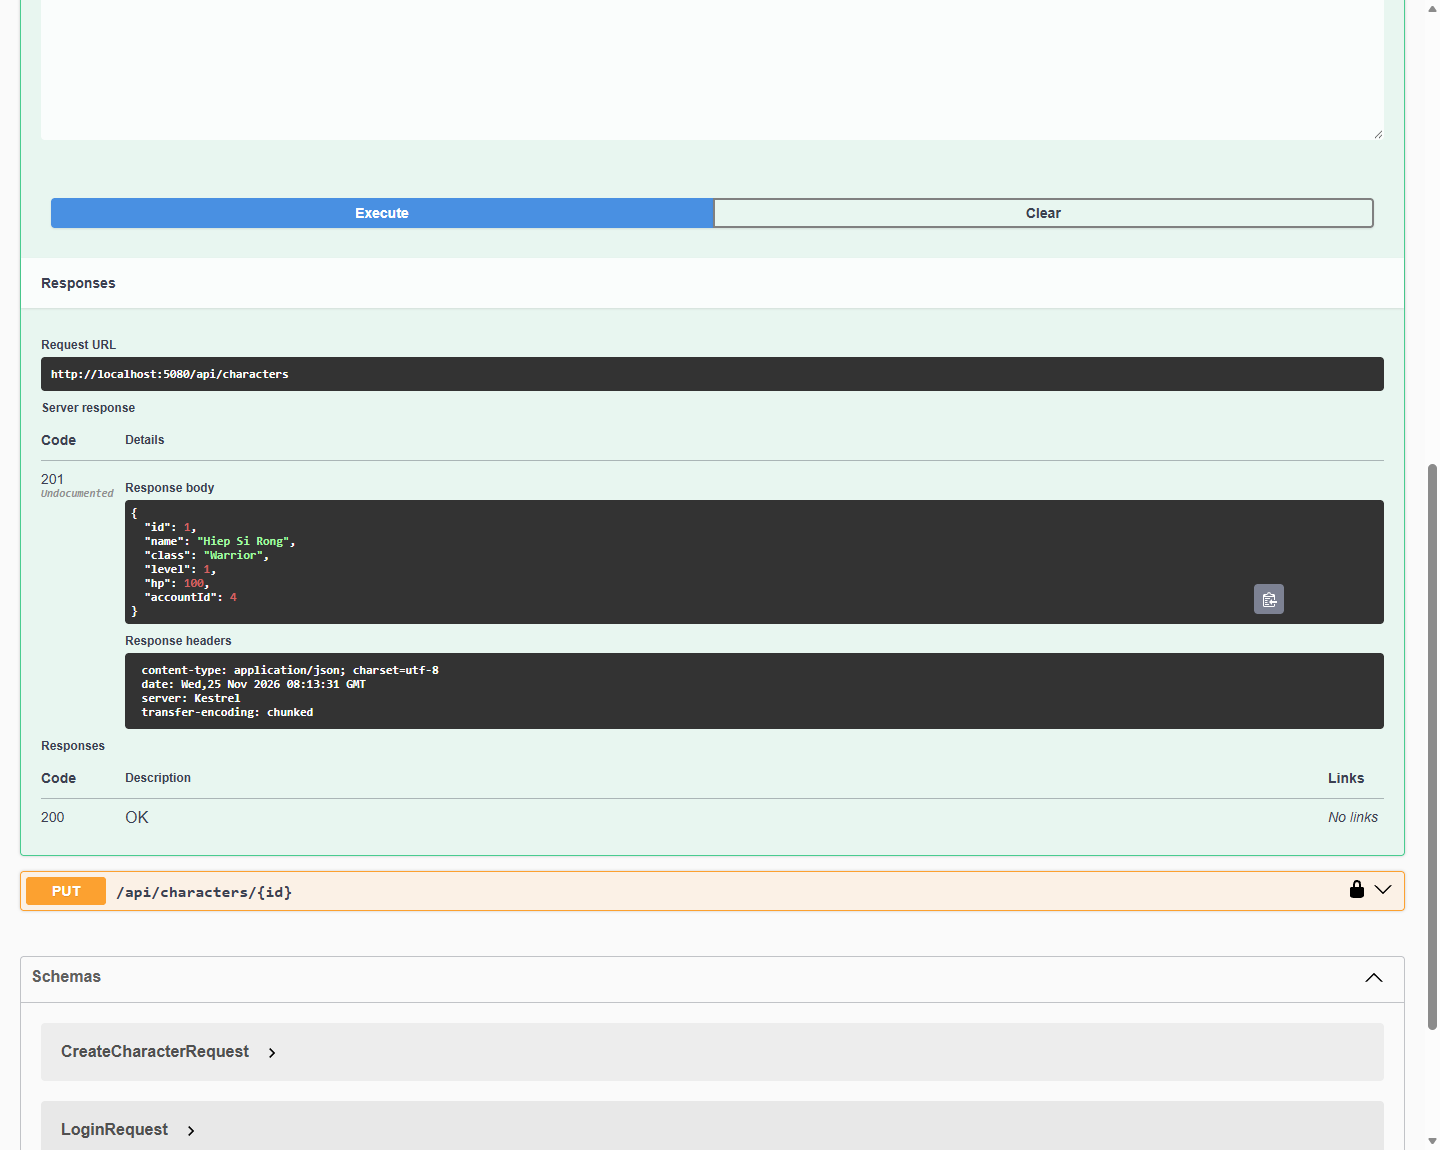 Execute
Clear
Responses
Request URL
http://localhost:5080/api/characters
Server response
Code
Details
201
Undocumented
Response body
{
  "id": 1,
  "name": "Hiep Si Rong",
  "class": "Warrior",
  "level": 1,
  "hp": 100,
  "accountId": 4
}
Response headers
content-type: application/json; charset=utf-8
date: Wed,25 Nov 2026 08:13:31 GMT
server: Kestrel
transfer-encoding: chunked
Responses
Code
Description
Links
200
OK
No links
PUT
/api/characters/{id}
Schemas
CreateCharacterRequest
LoginRequest